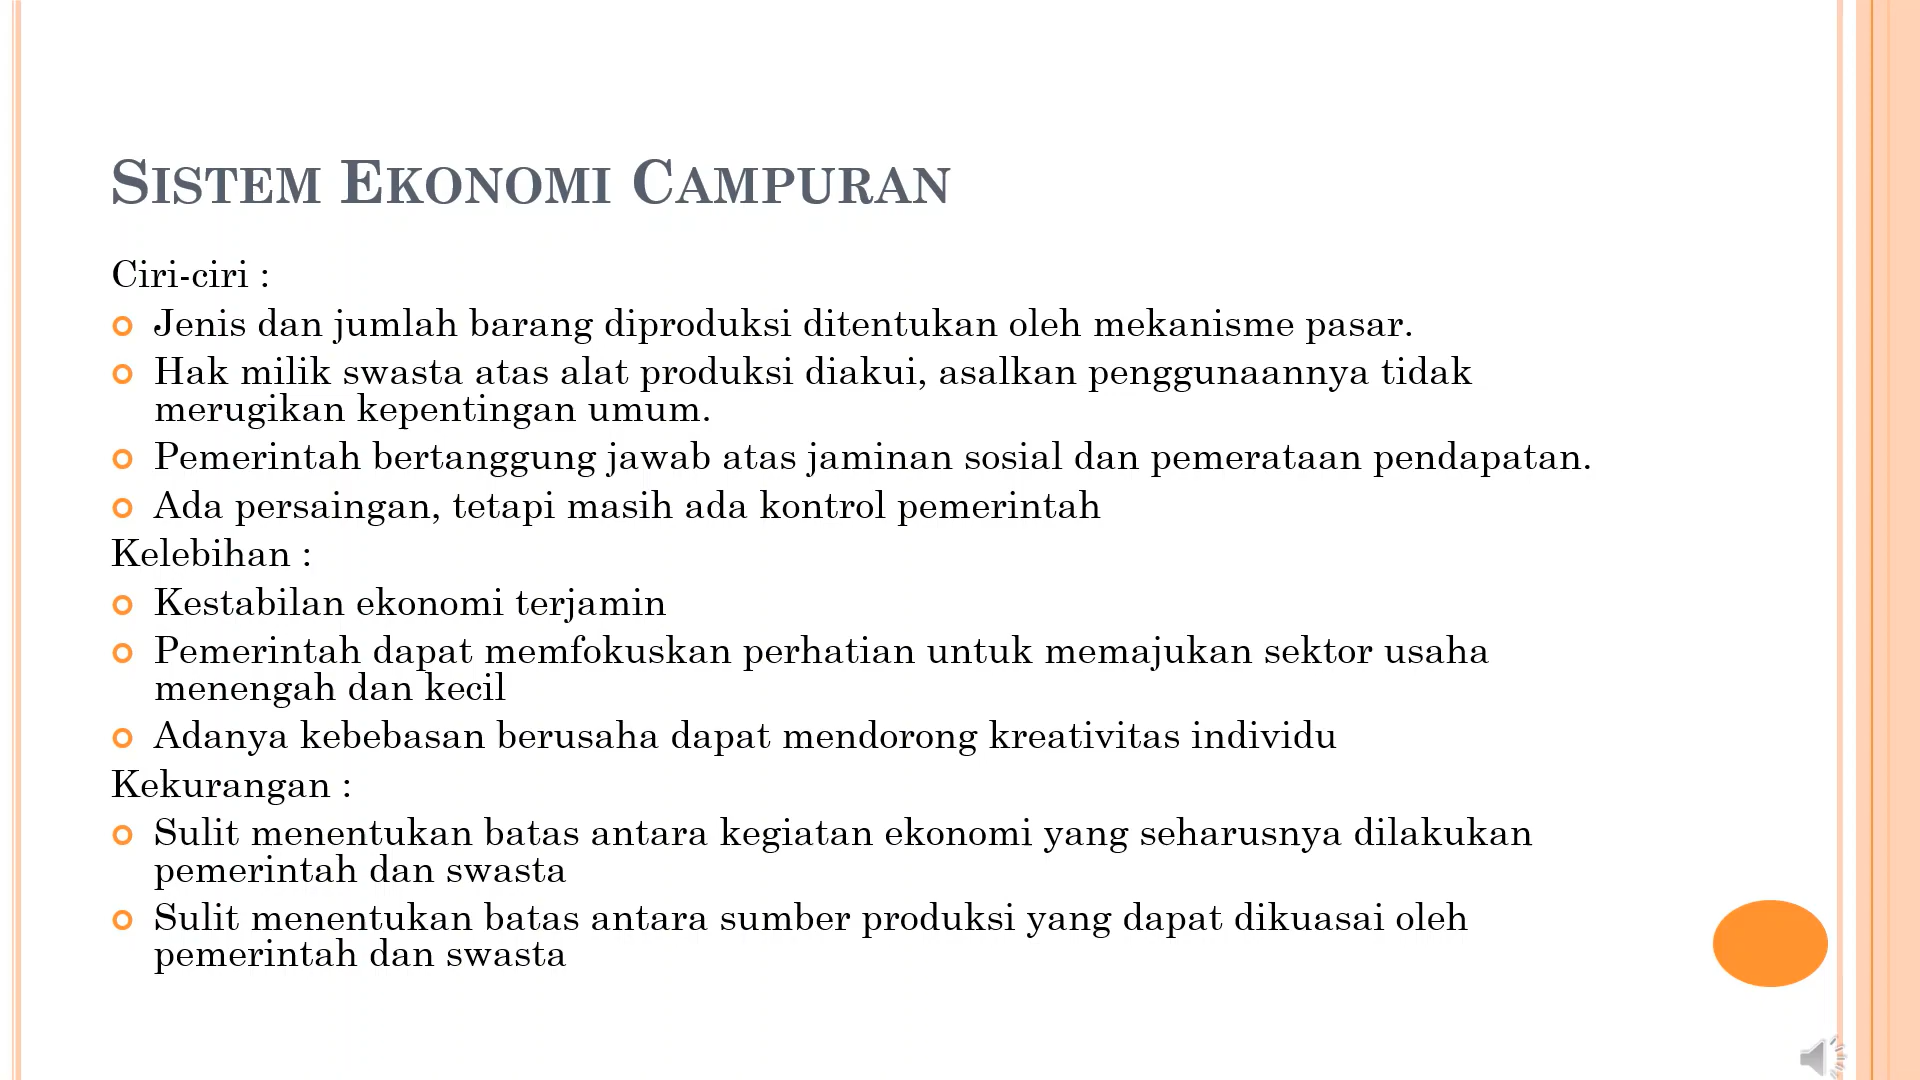 Sistem Ekonomi Campuran
Ciri-ciri :
Jenis dan jumlah barang diproduksi ditentukan oleh mekanisme pasar.
Hak milik swasta atas alat produksi diakui, asalkan penggunaannya tidak
merugikan kepentingan umum.
Pemerintah bertanggung jawab atas jaminan sosial dan pemerataan pendapatan.
Ada persaingan, tetapi masih ada kontrol pemerintah
Kelebihan :
Kestabilan ekonomi terjamin
Pemerintah dapat memfokuskan perhatian untuk memajukan sektor usaha
menengah dan kecil
Adanya kebebasan berusaha dapat mendorong kreativitas individu
Kekurangan :
Sulit menentukan batas antara kegiatan ekonomi yang seharusnya dilakukan
pemerintah dan swasta
Sulit menentukan batas antara sumber produksi yang dapat dikuasai oleh
pemerintah dan swasta